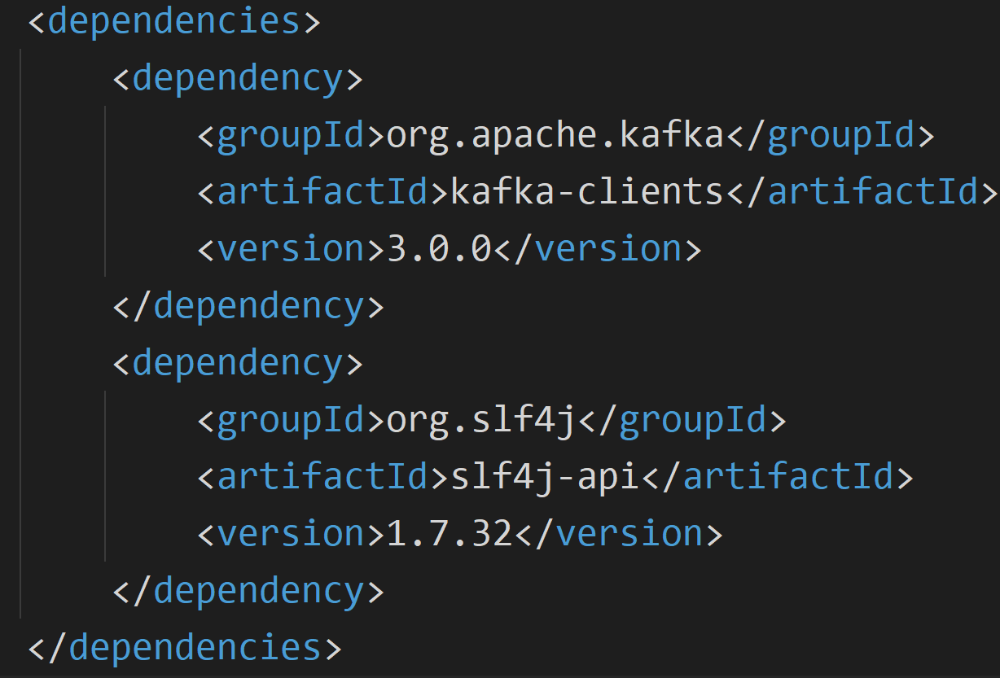 <dependencies>
<dependency>
<groupId>org.apache.kafka</groupId>
<artifactId>kafka-clients</artifactId>
<version>3.0.0</version>
</dependency>
<dependency>
<groupId>org.slf4j</groupId>
<artifactId>slf4j-api</artifactId>
<version>1.7.32</version>
</dependency>
</dependencies>